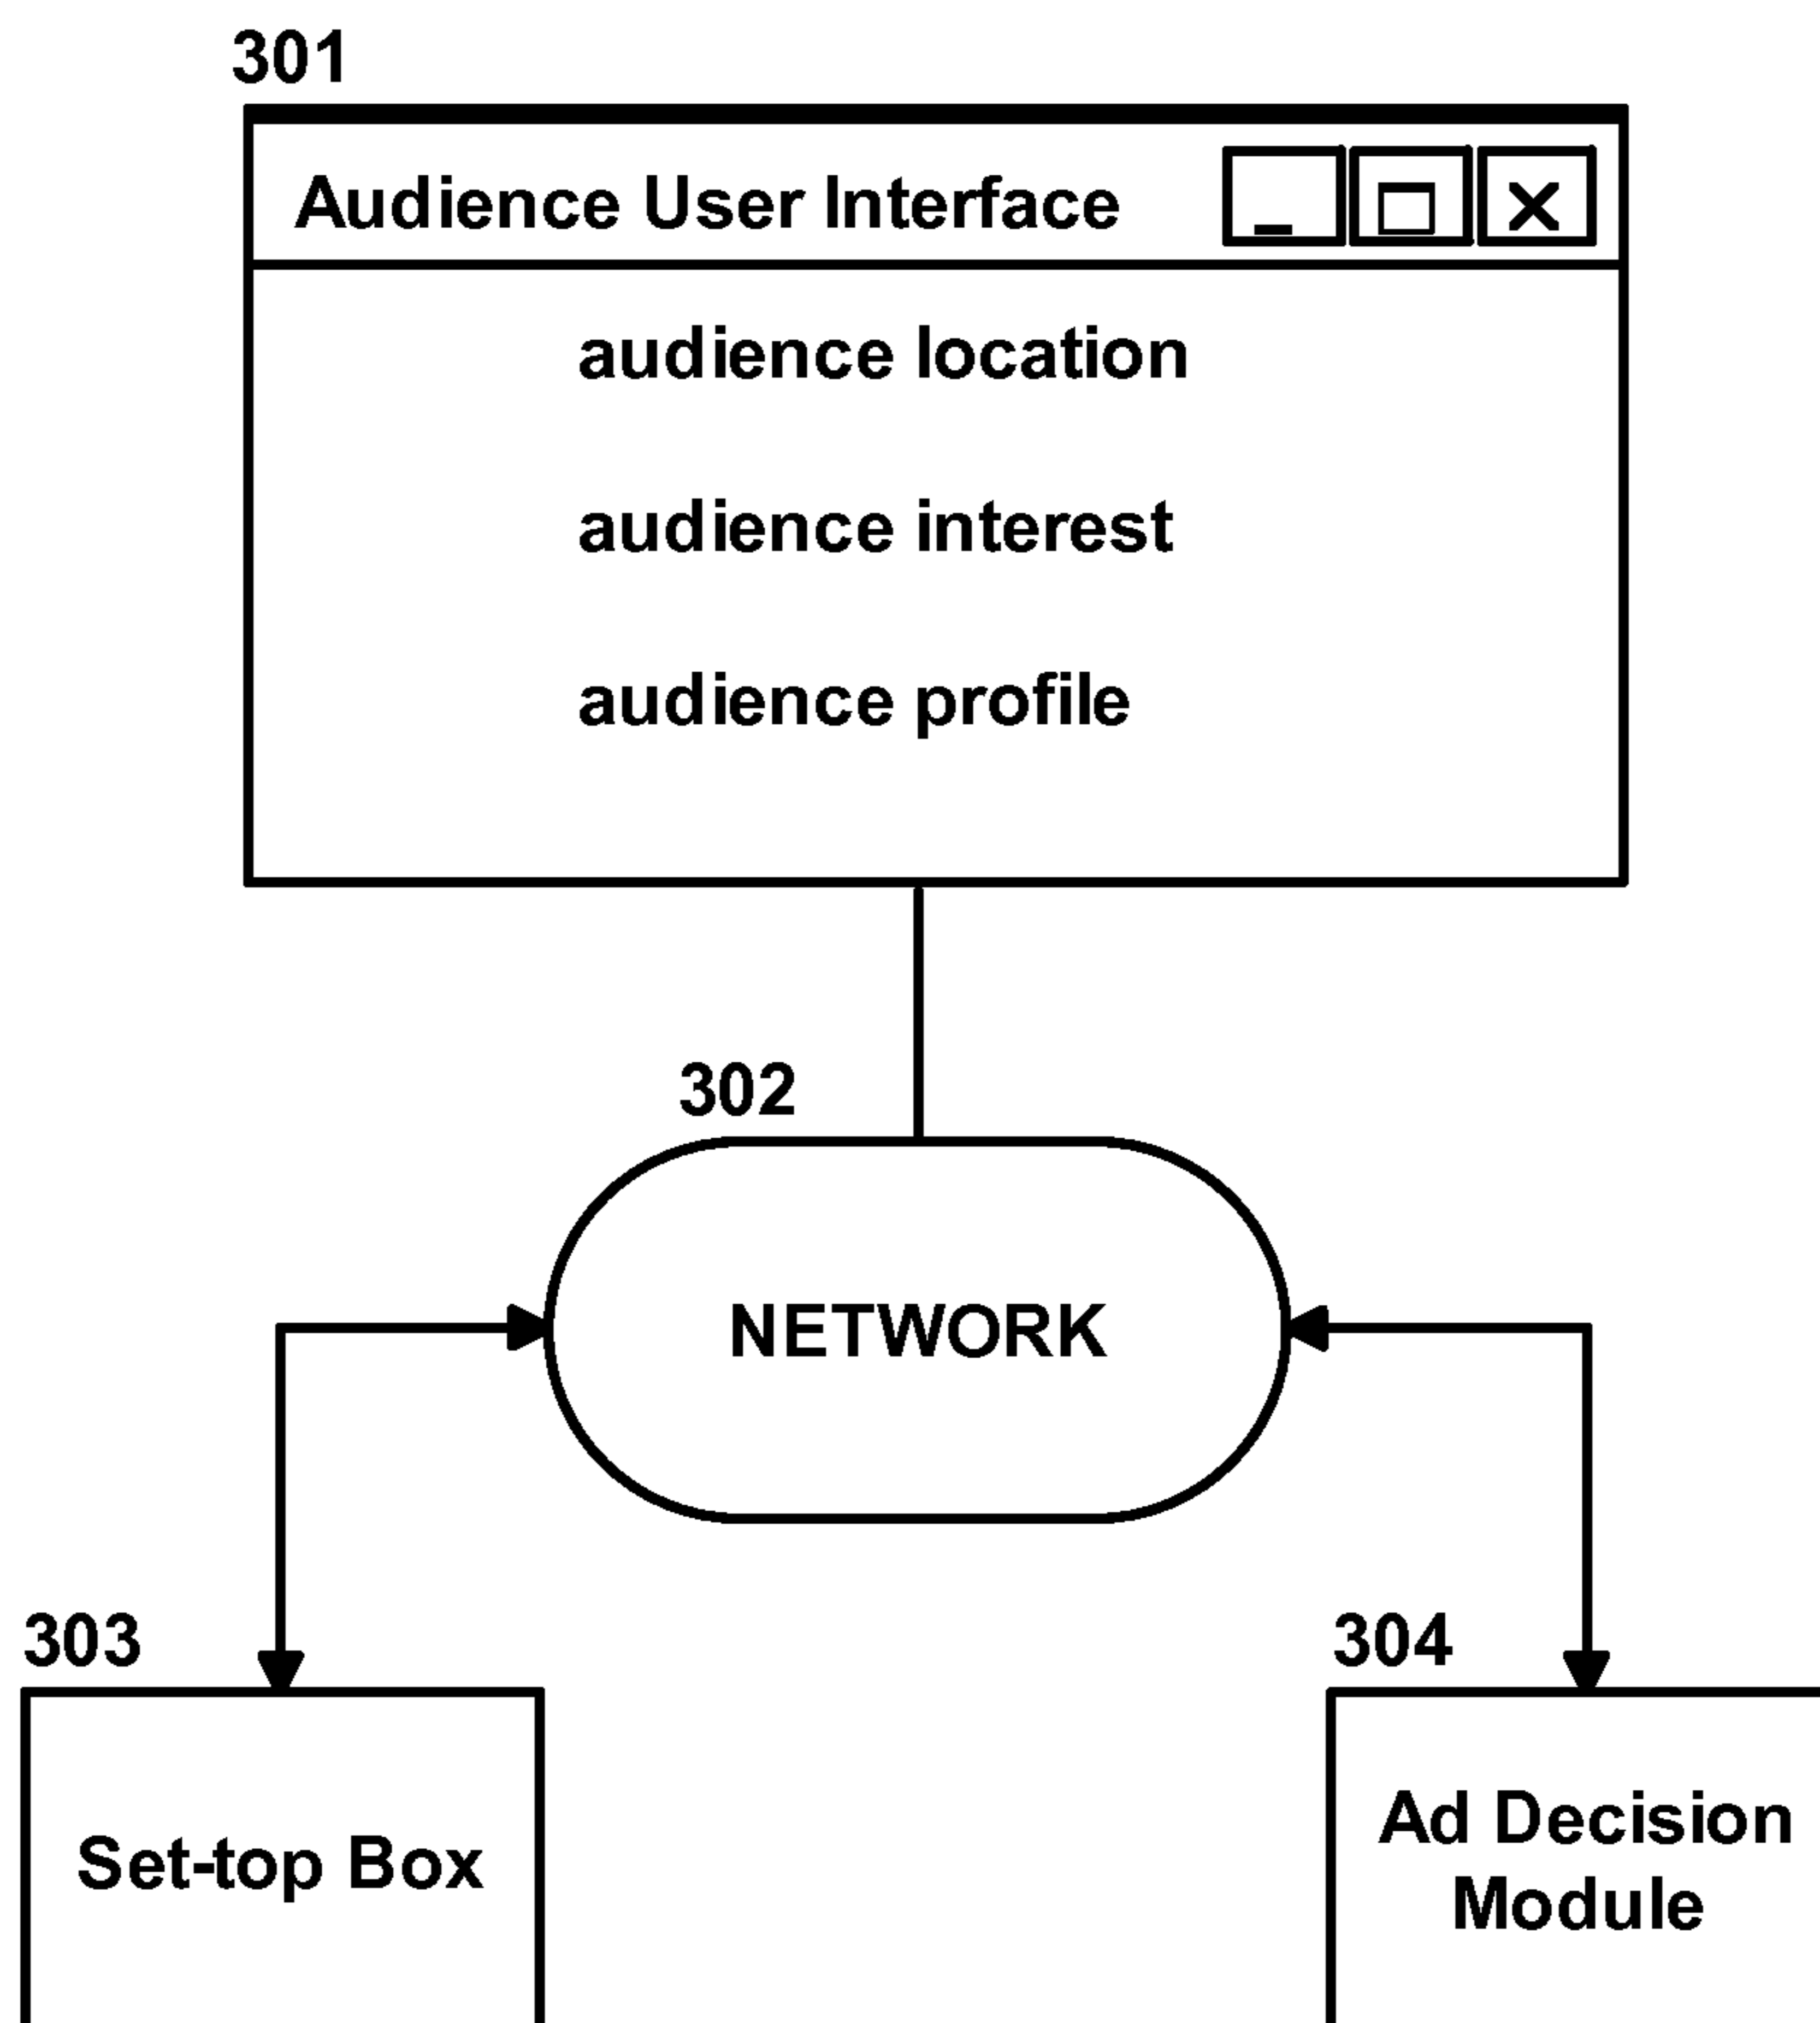 301
Audience User Interface
audience location
audience interest
audience profile
302
NETWORK
303
304
Set-top Box
Ad Decision
Module